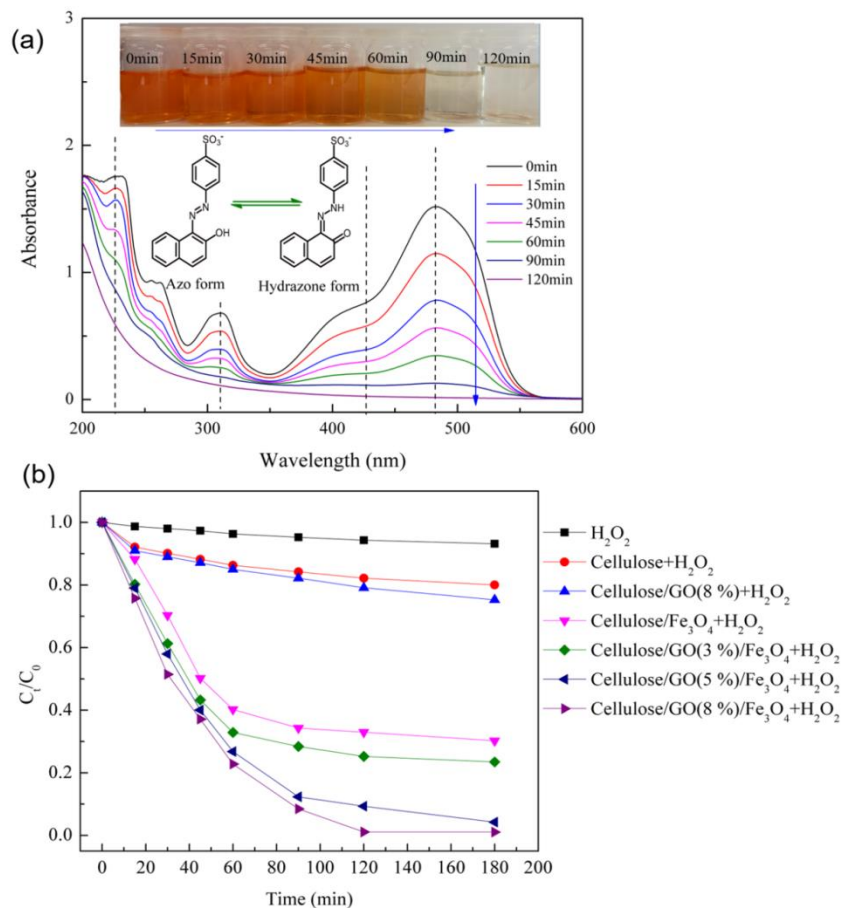 (a)
3
2
1
0
Absorbance
0min 15min 30min 45min 60min 90min 120min
SO₃⁻
N
N
OH
Azo form
SO₃⁻
NH
N
O
Hydrazone form
0min
15min
30min
45min
60min
90min
120min
200 300 400 500 600
Wavelength (nm)
(b)
1.0
0.8
0.6
0.4
0.2
0.0
Cₜ/C₀
H₂O₂
Cellulose+H₂O₂
Cellulose/GO(8 %)+H₂O₂
Cellulose/Fe₃O₄+H₂O₂
Cellulose/GO(3 %)/Fe₃O₄+H₂O₂
Cellulose/GO(5 %)/Fe₃O₄+H₂O₂
Cellulose/GO(8 %)/Fe₃O₄+H₂O₂
0 20 40 60 80 100 120 140 160 180 200
Time (min)